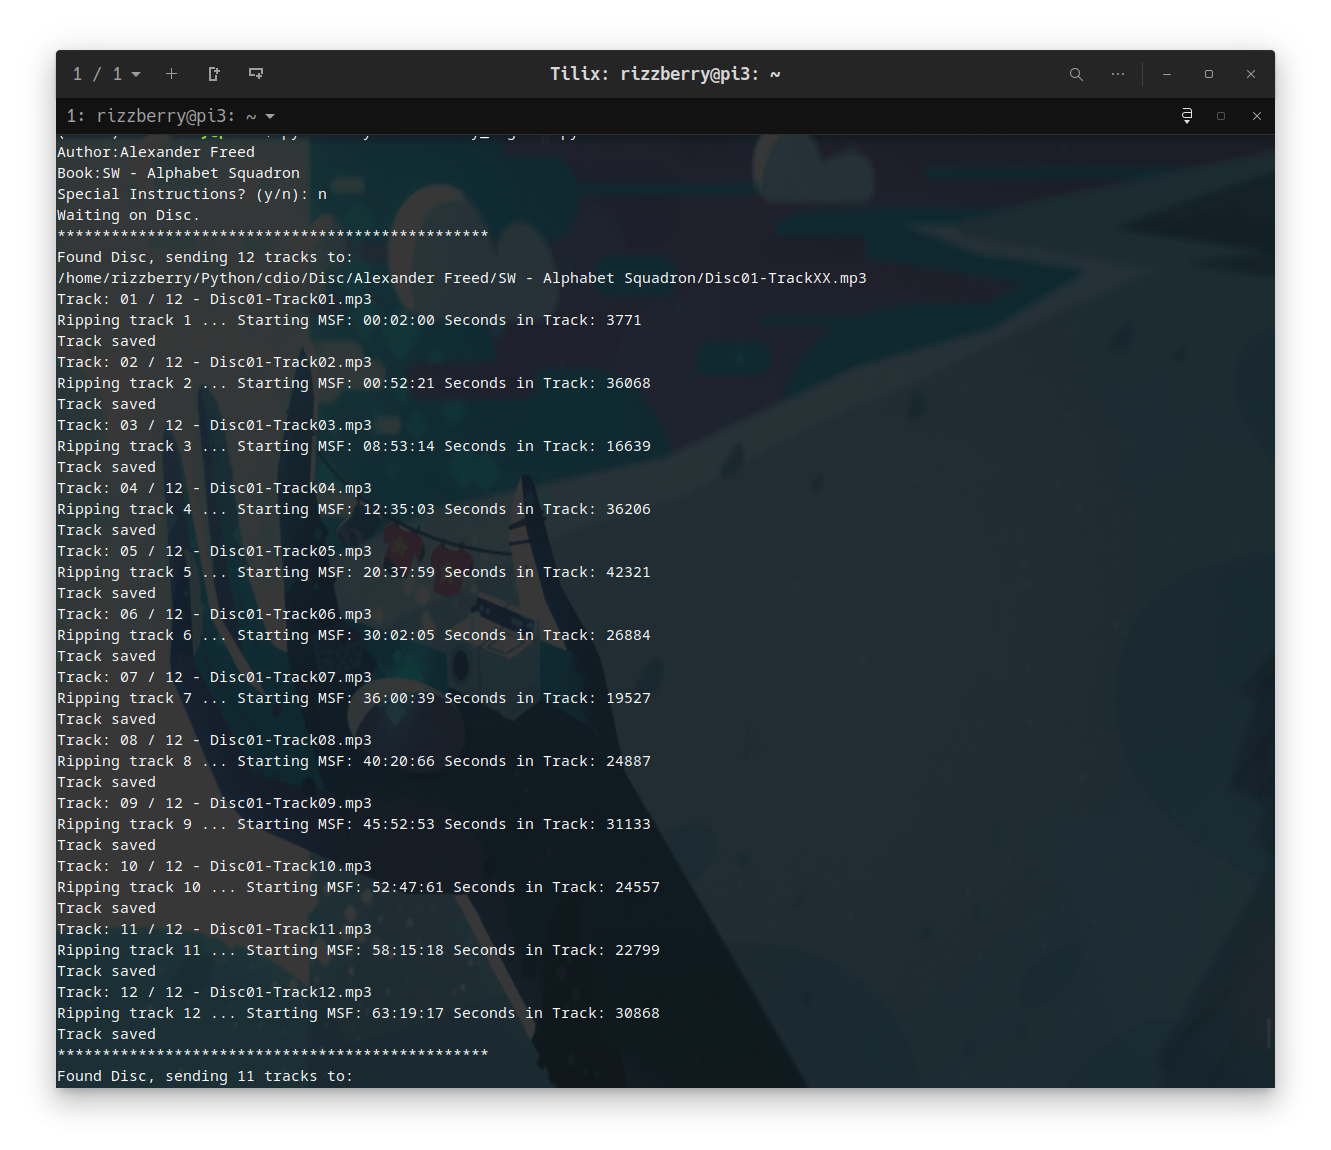 1 / 1
Tilix: rizzberry@pi3: ~
1: rizzberry@pi3: ~
Author:Alexander Freed
Book:SW - Alphabet Squadron
Special Instructions? (y/n): n
Waiting on Disc.
************************************************
Found Disc, sending 12 tracks to:
/home/rizzberry/Python/cdio/Disc/Alexander Freed/SW - Alphabet Squadron/Disc01-TrackXX.mp3
Track: 01 / 12 - Disc01-Track01.mp3
Ripping track 1 ... Starting MSF: 00:02:00 Seconds in Track: 3771
Track saved
Track: 02 / 12 - Disc01-Track02.mp3
Ripping track 2 ... Starting MSF: 00:52:21 Seconds in Track: 36068
Track saved
Track: 03 / 12 - Disc01-Track03.mp3
Ripping track 3 ... Starting MSF: 08:53:14 Seconds in Track: 16639
Track saved
Track: 04 / 12 - Disc01-Track04.mp3
Ripping track 4 ... Starting MSF: 12:35:03 Seconds in Track: 36206
Track saved
Track: 05 / 12 - Disc01-Track05.mp3
Ripping track 5 ... Starting MSF: 20:37:59 Seconds in Track: 42321
Track saved
Track: 06 / 12 - Disc01-Track06.mp3
Ripping track 6 ... Starting MSF: 30:02:05 Seconds in Track: 26884
Track saved
Track: 07 / 12 - Disc01-Track07.mp3
Ripping track 7 ... Starting MSF: 36:00:39 Seconds in Track: 19527
Track saved
Track: 08 / 12 - Disc01-Track08.mp3
Ripping track 8 ... Starting MSF: 40:20:66 Seconds in Track: 24887
Track saved
Track: 09 / 12 - Disc01-Track09.mp3
Ripping track 9 ... Starting MSF: 45:52:53 Seconds in Track: 31133
Track saved
Track: 10 / 12 - Disc01-Track10.mp3
Ripping track 10 ... Starting MSF: 52:47:61 Seconds in Track: 24557
Track saved
Track: 11 / 12 - Disc01-Track11.mp3
Ripping track 11 ... Starting MSF: 58:15:18 Seconds in Track: 22799
Track saved
Track: 12 / 12 - Disc01-Track12.mp3
Ripping track 12 ... Starting MSF: 63:19:17 Seconds in Track: 30868
Track saved
************************************************
Found Disc, sending 11 tracks to: